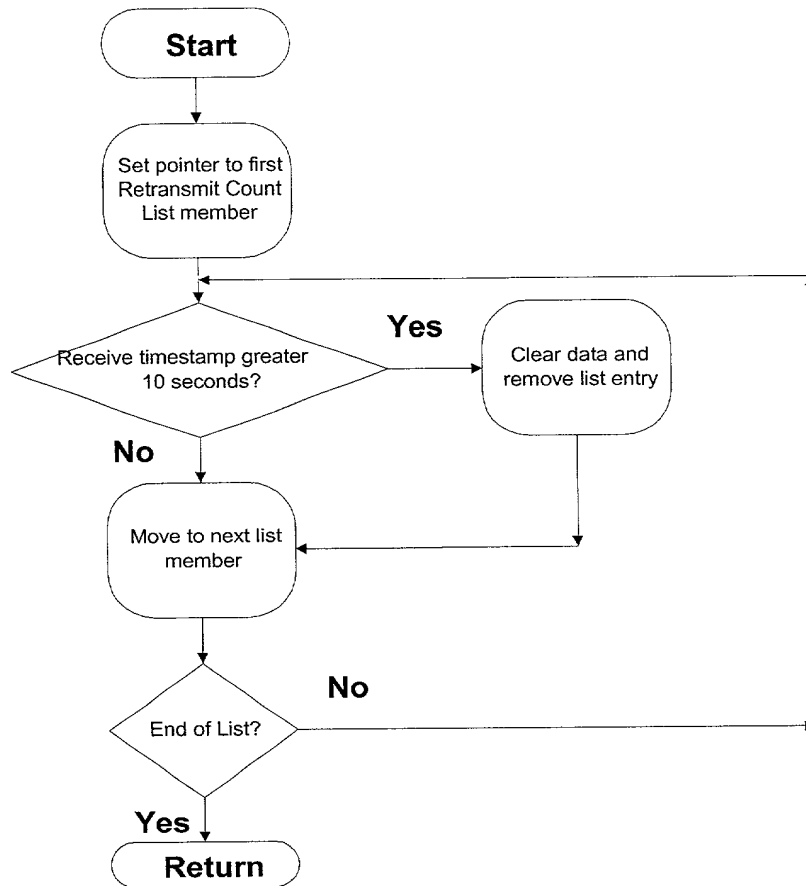 Start
Set pointer to first
Retransmit Count
List member
Receive timestamp greater
10 seconds?
Yes
Clear data and
remove list entry
No
Move to next list
member
End of List?
No
Yes
Return